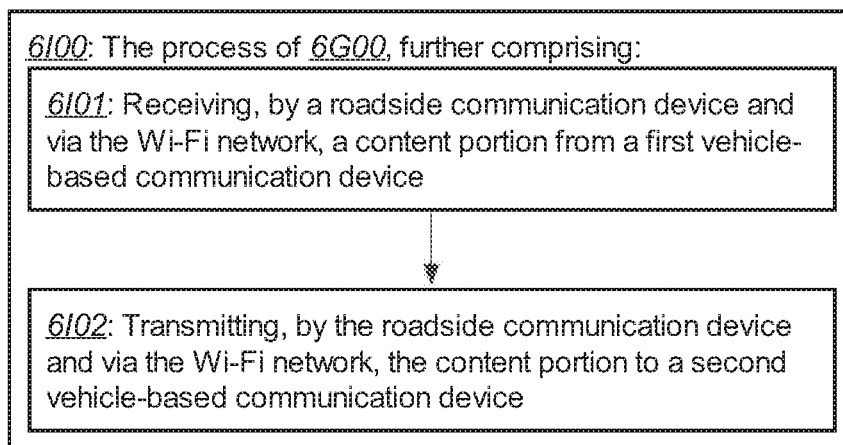 6I00: The process of 6G00, further comprising:
6I01: Receiving, by a roadside communication device and
via the Wi-Fi network, a content portion from a first vehicle-
based communication device
6I02: Transmitting, by the roadside communication device
and via the Wi-Fi network, the content portion to a second
vehicle-based communication device